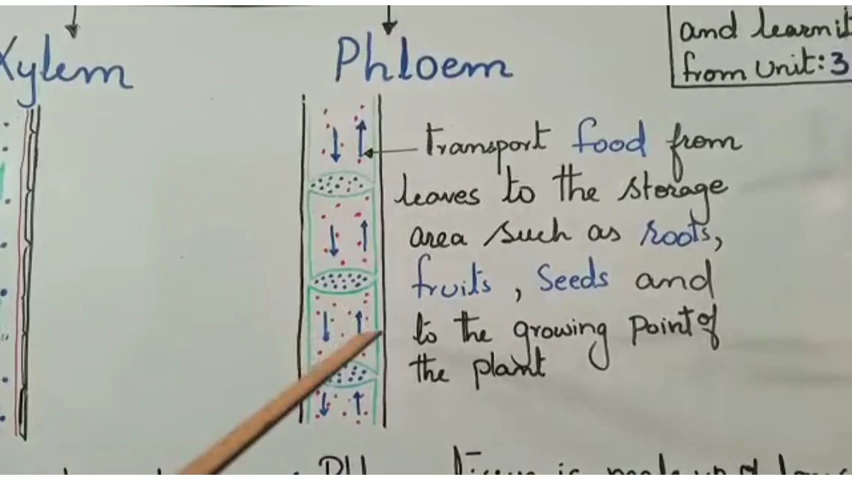 Xylem
Phloem
and learn it
from Unit:3
Transport food from
leaves to the storage
area such as roots,
fruits, Seeds and
to the growing point of
the plant